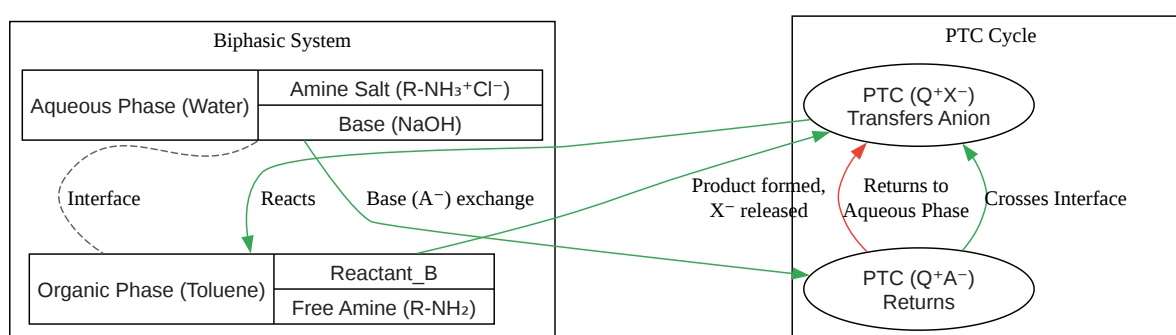 Biphasic System
Aqueous Phase (Water)
Amine Salt (R-NH₃⁺Cl⁻)
Base (NaOH)
Interface
Reacts
Base (A⁻) exchange
Organic Phase (Toluene)
Reactant_B
Free Amine (R-NH₂)
PTC Cycle
PTC (Q⁺X⁻)
Transfers Anion
Product formed,
X⁻ released
Returns to
Aqueous Phase
Crosses Interface
PTC (Q⁺A⁻)
Returns